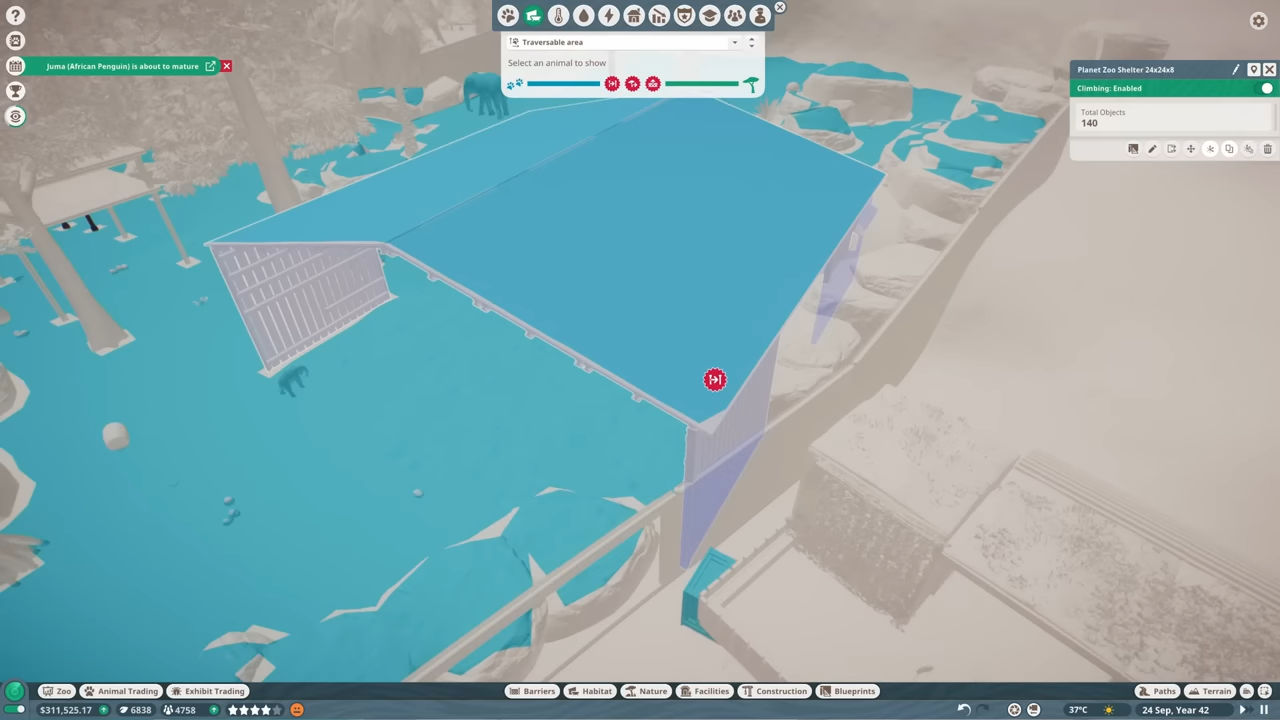 Traversable area
Select an animal to show
Juma (African Penguin) is about to mature
Planet Zoo Shelter 24x24x8
Climbing: Enabled
Total Objects
140
Zoo
Animal Trading
Exhibit Trading
Barriers
Habitat
Nature
Facilities
Construction
Blueprints
Paths
Terrain
$311,525.17
6838
4758
37°C
24 Sep, Year 42